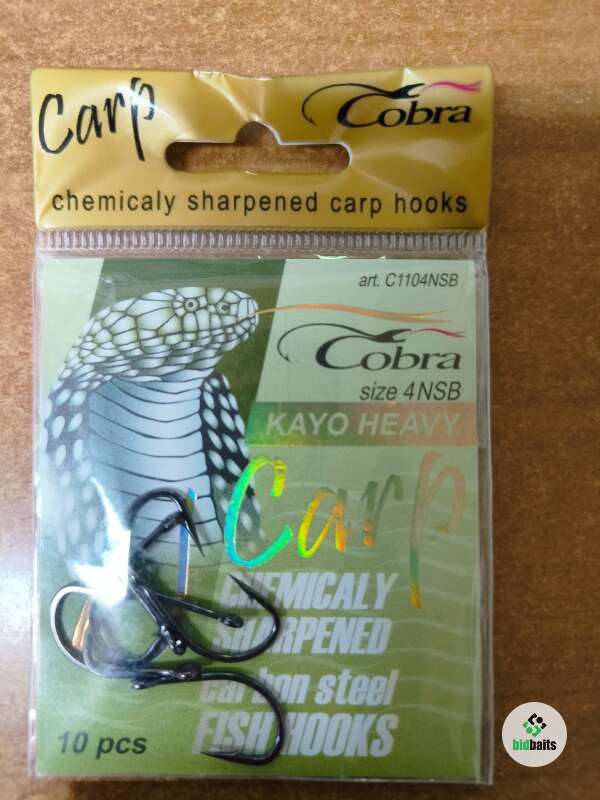 Carp
Cobra
chemicaly sharpened carp hooks
art. C1104NSB
Cobra
size 4NSB
KAYO HEAVY
Carp
CHEMICALY
SHARPENED
carbon steel
FISH HOOKS
10 pcs
bidbaits